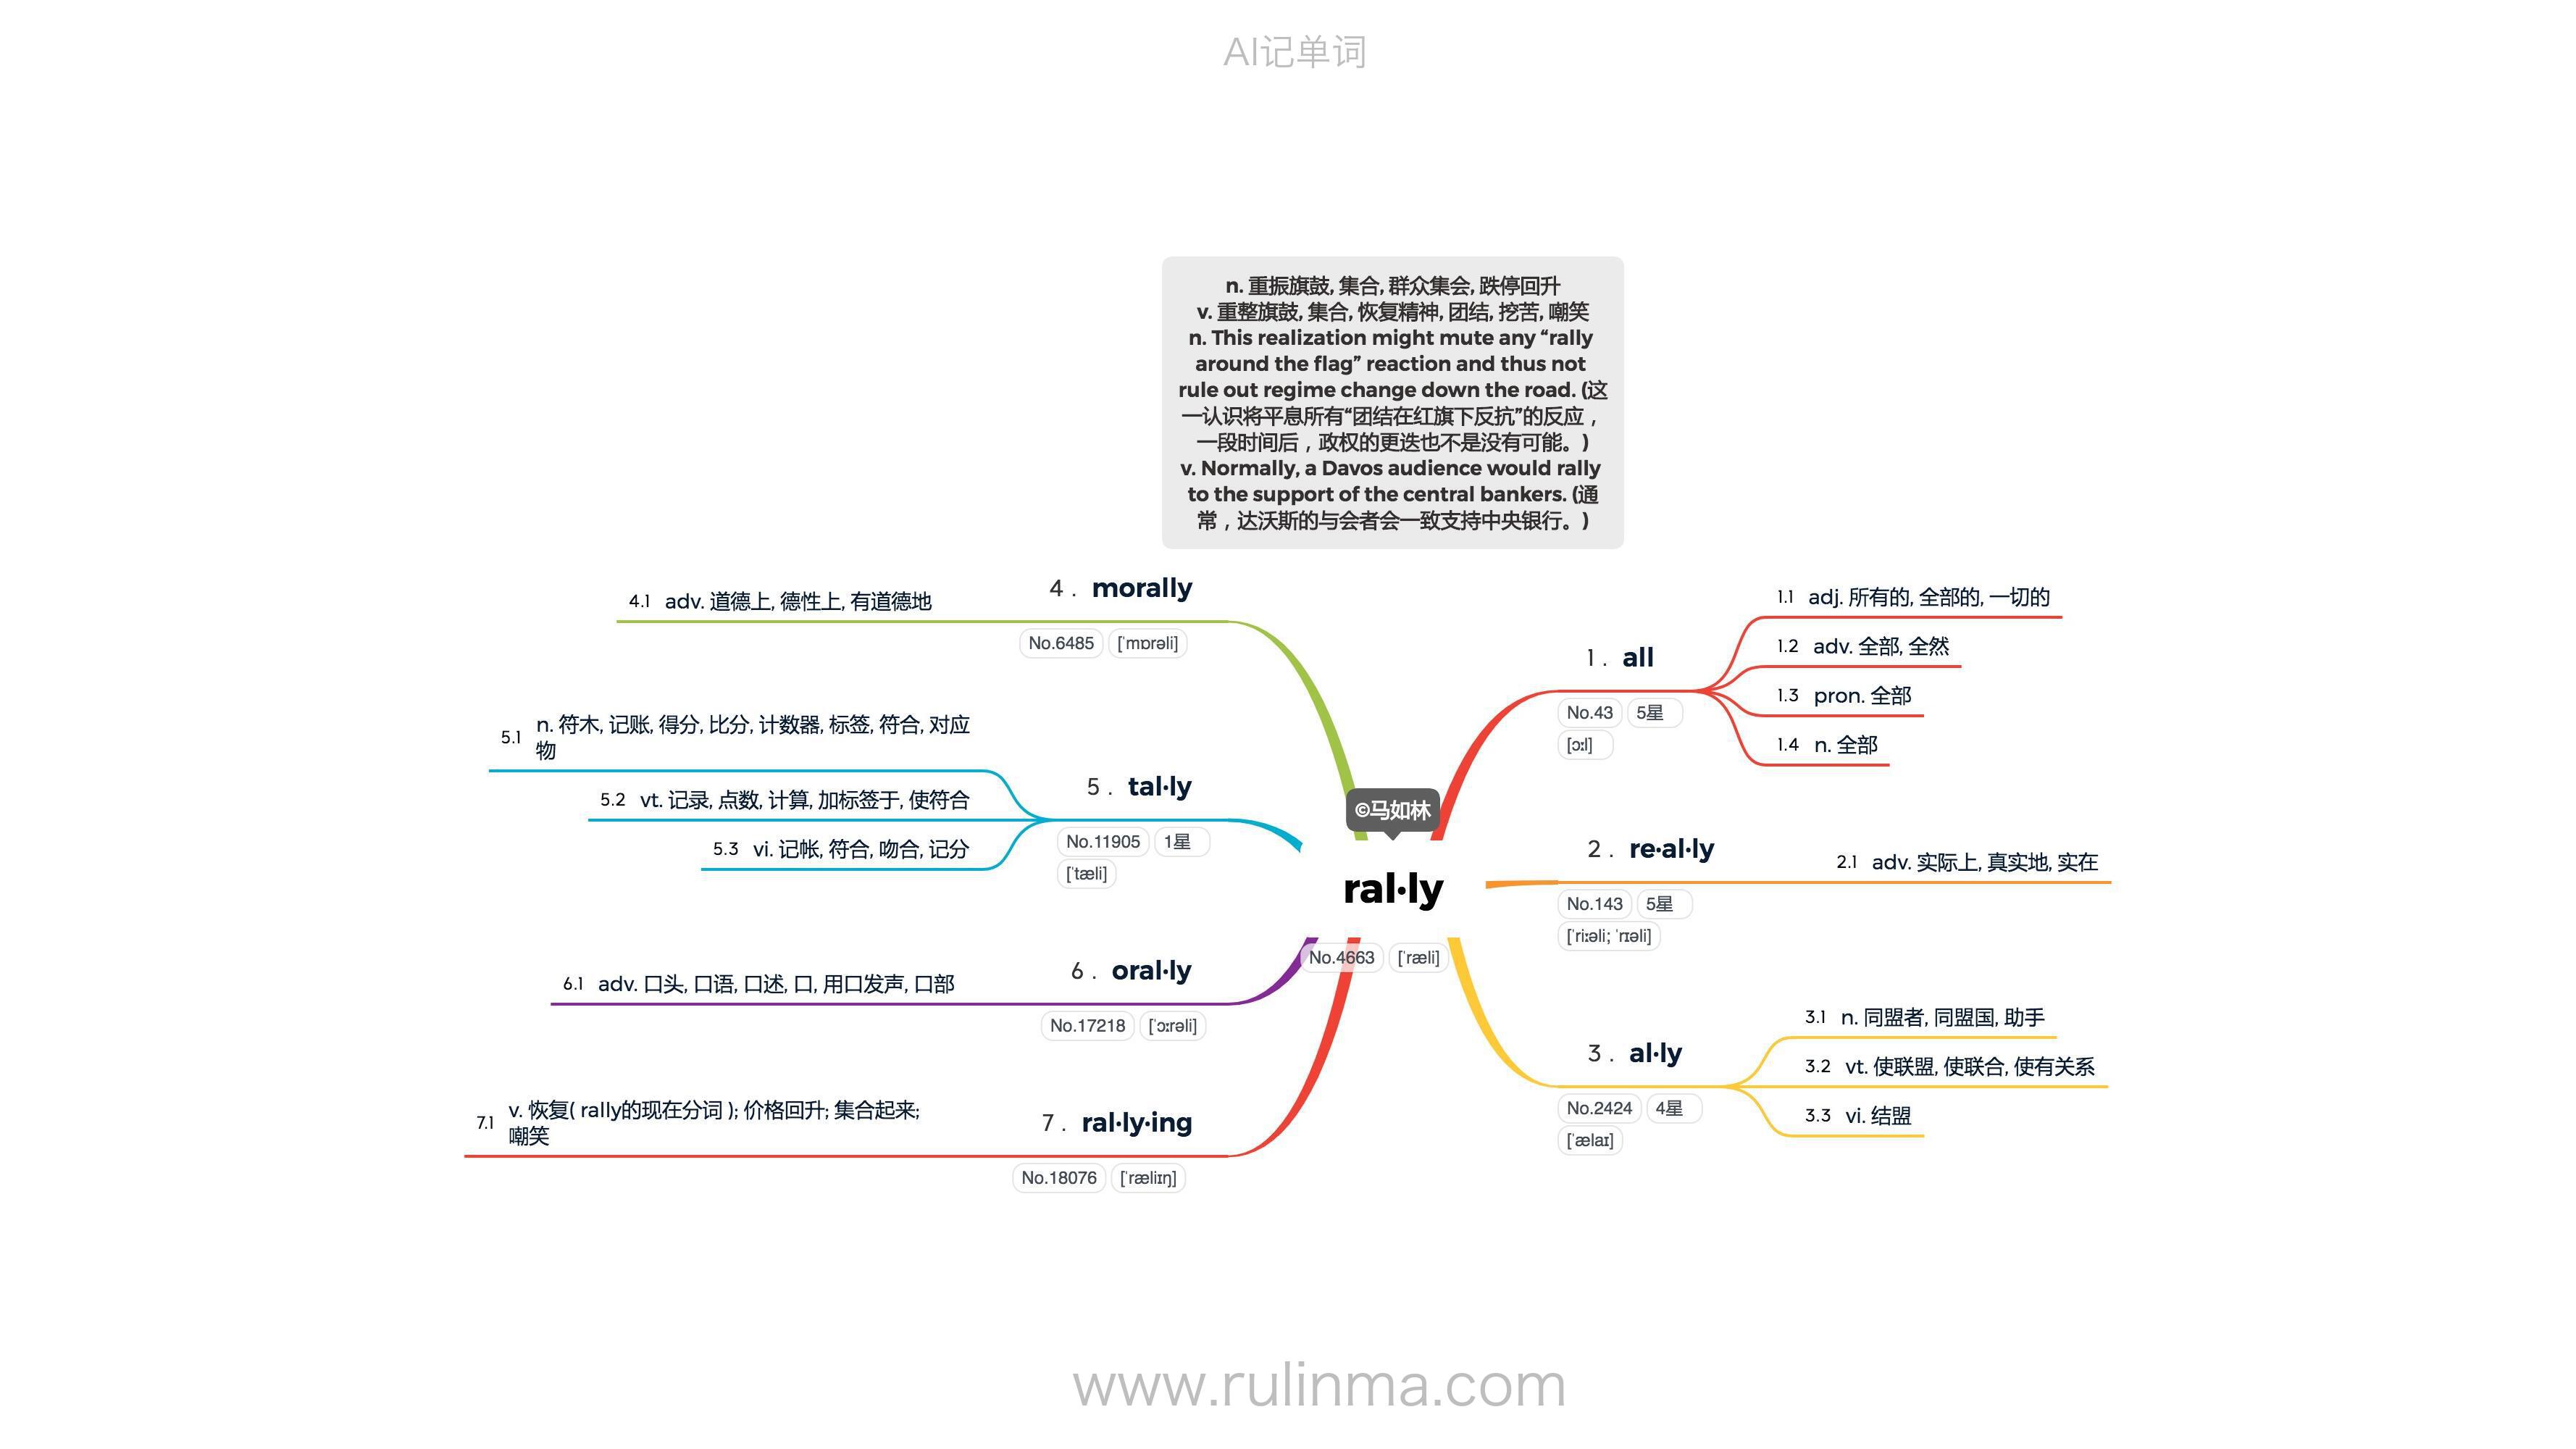 AI记单词
n. 重振旗鼓, 集合, 群众集会, 跌停回升
v. 重整旗鼓, 集合, 恢复精神, 团结, 挖苦, 嘲笑
n. This realization might mute any “rally
around the flag” reaction and thus not
rule out regime change down the road. (这
一认识将平息所有“团结在红旗下反抗”的反应，
一段时间后，政权的更迭也不是没有可能。)
v. Normally, a Davos audience would rally
to the support of the central bankers. (通
常，达沃斯的与会者会一致支持中央银行。)
©马如林
ral·ly
No.4663 [ˈræli]
1 . all
No.43 5星
[ɔːl]
1.1 adj. 所有的, 全部的, 一切的
1.2 adv. 全部, 全然
1.3 pron. 全部
1.4 n. 全部
2 . re·al·ly
No.143 5星
[ˈriːəli; ˈrɪəli]
2.1 adv. 实际上, 真实地, 实在
3 . al·ly
No.2424 4星
[ˈælaɪ]
3.1 n. 同盟者, 同盟国, 助手
3.2 vt. 使联盟, 使联合, 使有关系
3.3 vi. 结盟
4 . morally
No.6485 [ˈmɒrəli]
4.1 adv. 道德上, 德性上, 有道德地
5 . tal·ly
No.11905 1星
[ˈtæli]
5.1 n. 符木, 记账, 得分, 比分, 计数器, 标签, 符合, 对应
物
5.2 vt. 记录, 点数, 计算, 加标签于, 使符合
5.3 vi. 记帐, 符合, 吻合, 记分
6 . oral·ly
No.17218 [ˈɔːrəli]
6.1 adv. 口头, 口语, 口述, 口, 用口发声, 口部
7 . ral·ly·ing
No.18076 [ˈræliɪŋ]
7.1 v. 恢复( rally的现在分词 ); 价格回升; 集合起来;
嘲笑
www.rulinma.com